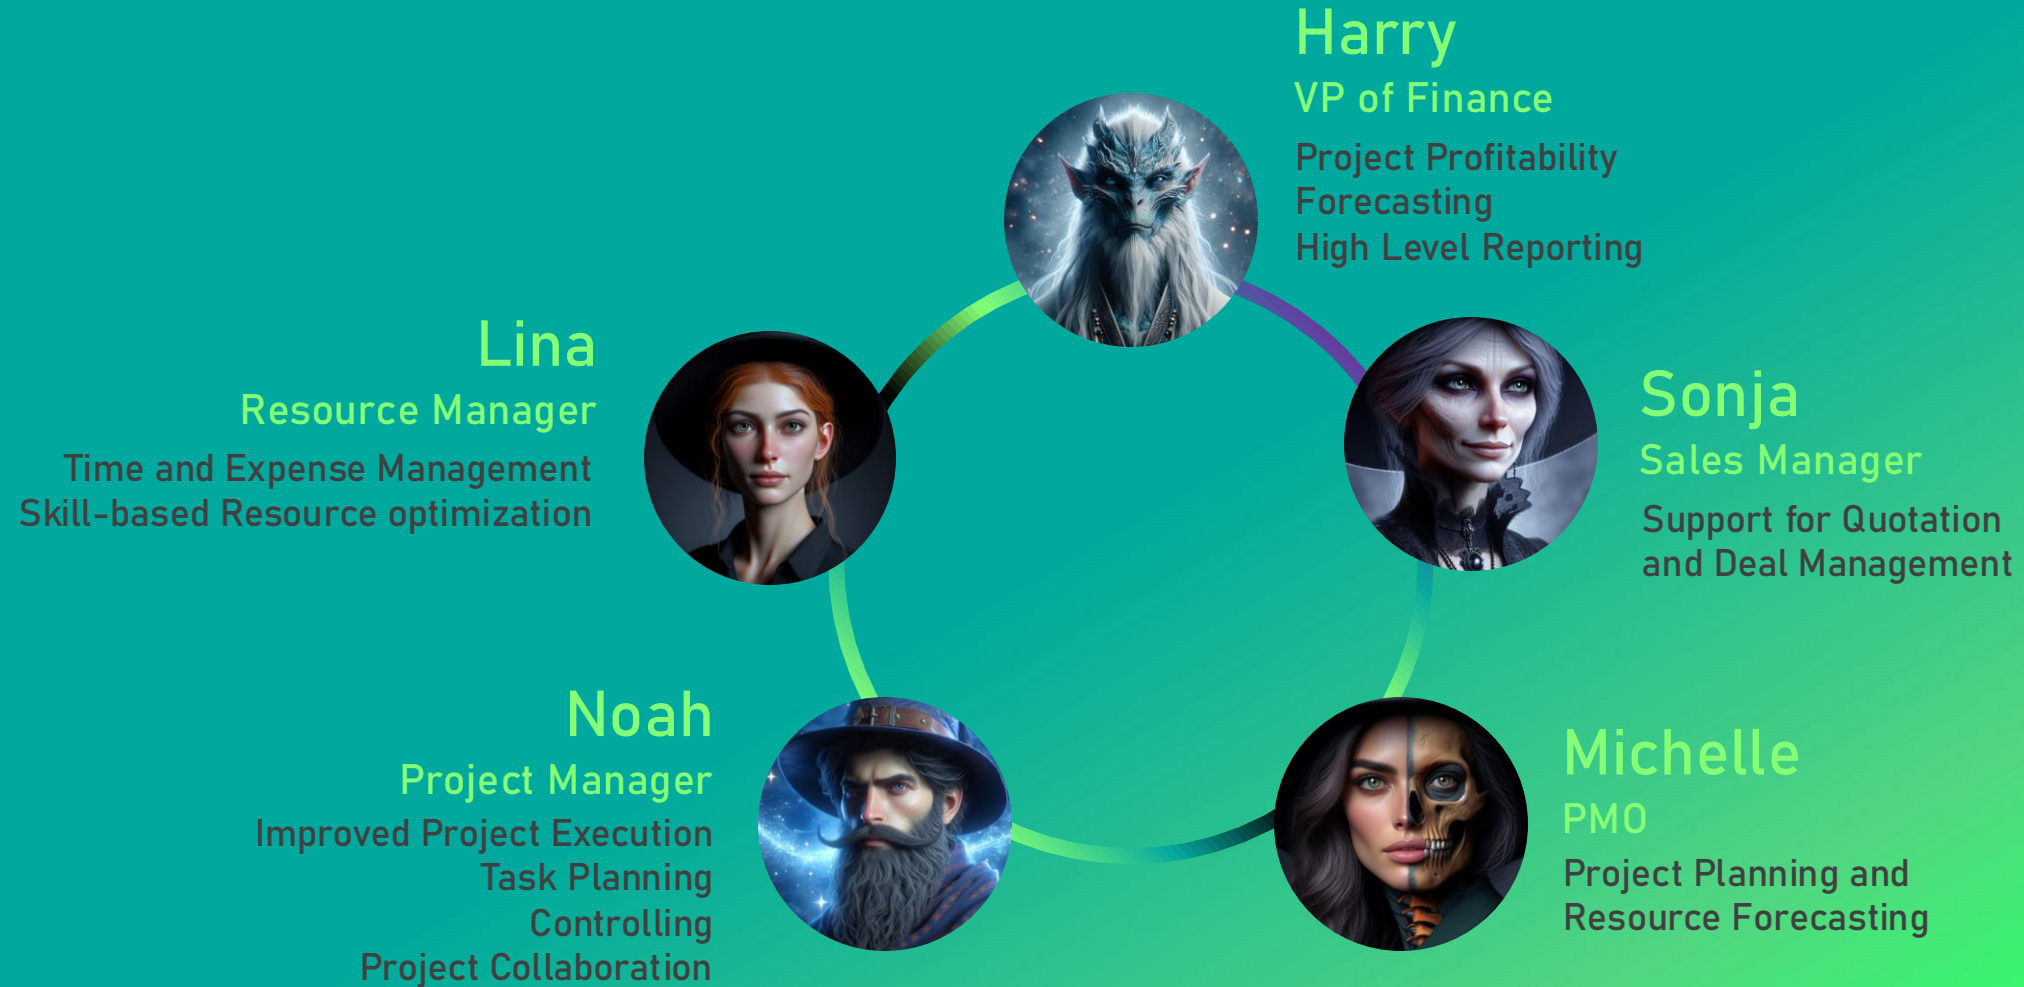 Harry
VP of Finance
Project Profitability
Forecasting
High Level Reporting
Lina
Resource Manager
Time and Expense Management
Skill-based Resource optimization
Sonja
Sales Manager
Support for Quotation
and Deal Management
Noah
Project Manager
Improved Project Execution
Task Planning
Controlling
Project Collaboration
Michelle
PMO
Project Planning and
Resource Forecasting